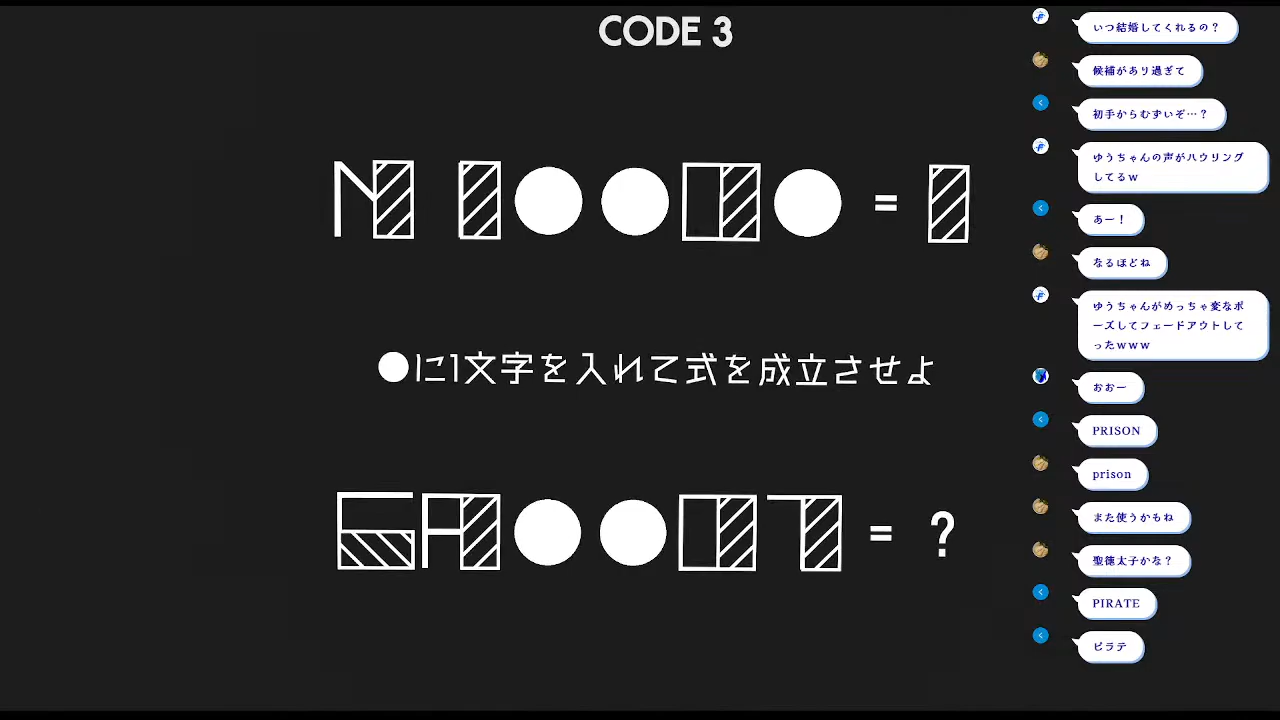 CODE 3
●●●=
●に1文字を入れて式を成立させよ
●●= ?
いつ結婚してくれるの?
候補があり過ぎて
初手からむずいぞ…?
ゆうちゃんの声がハウリング
してるw
あー!
なるほどね
ゆうちゃんがめっちゃ変なポ
ーズしてフェードアウトして
ったwww
おおー
PRISON
prison
また使うかもね
聖徳太子かな?
PIRATE
ピラテ